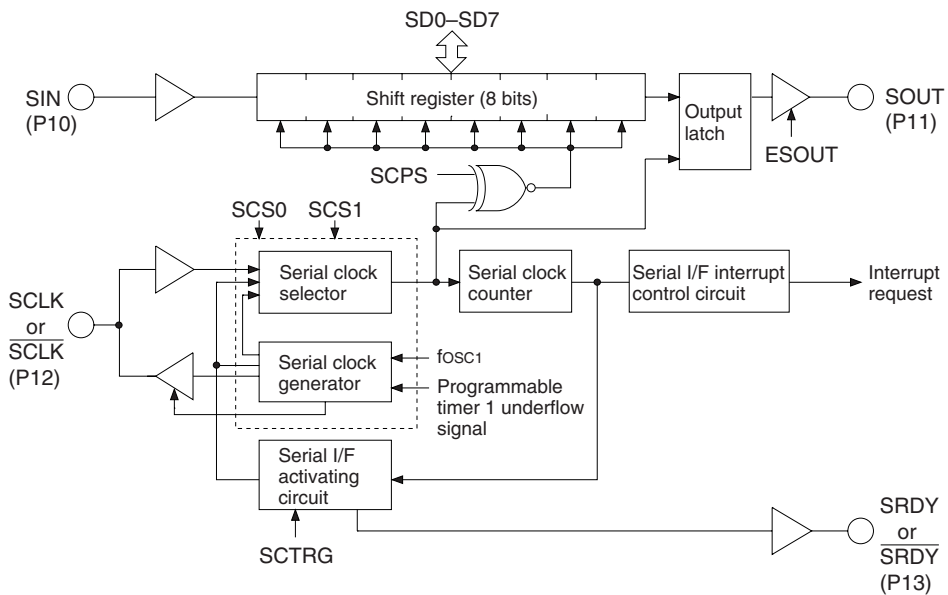 SD0–SD7
SIN
(P10)
Shift register (8 bits)
Output
latch
SOUT
(P11)
ESOUT
SCPS
SCS0
SCS1
Serial clock
selector
Serial clock
counter
Serial I/F interrupt
control circuit
Interrupt
request
SCLK
or
SCLK
(P12)
Serial clock
generator
fOSC1
Programmable
timer 1 underflow
signal
Serial I/F
activating
circuit
SCTRG
SRDY
or
SRDY
(P13)